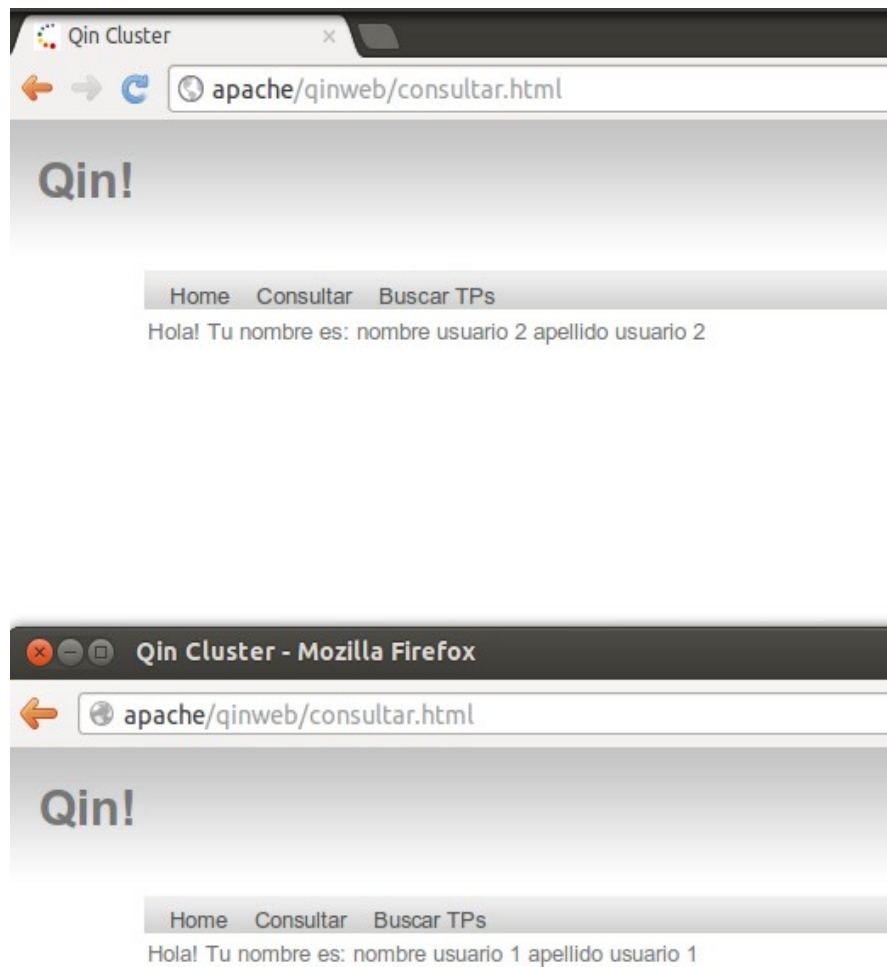 Qin Cluster
apache/qinweb/consultar.html
Qin!
Home Consultar Buscar TPs
Hola! Tu nombre es: nombre usuario 2 apellido usuario 2
Qin Cluster - Mozilla Firefox
apache/qinweb/consultar.html
Qin!
Home Consultar Buscar TPs
Hola! Tu nombre es: nombre usuario 1 apellido usuario 1